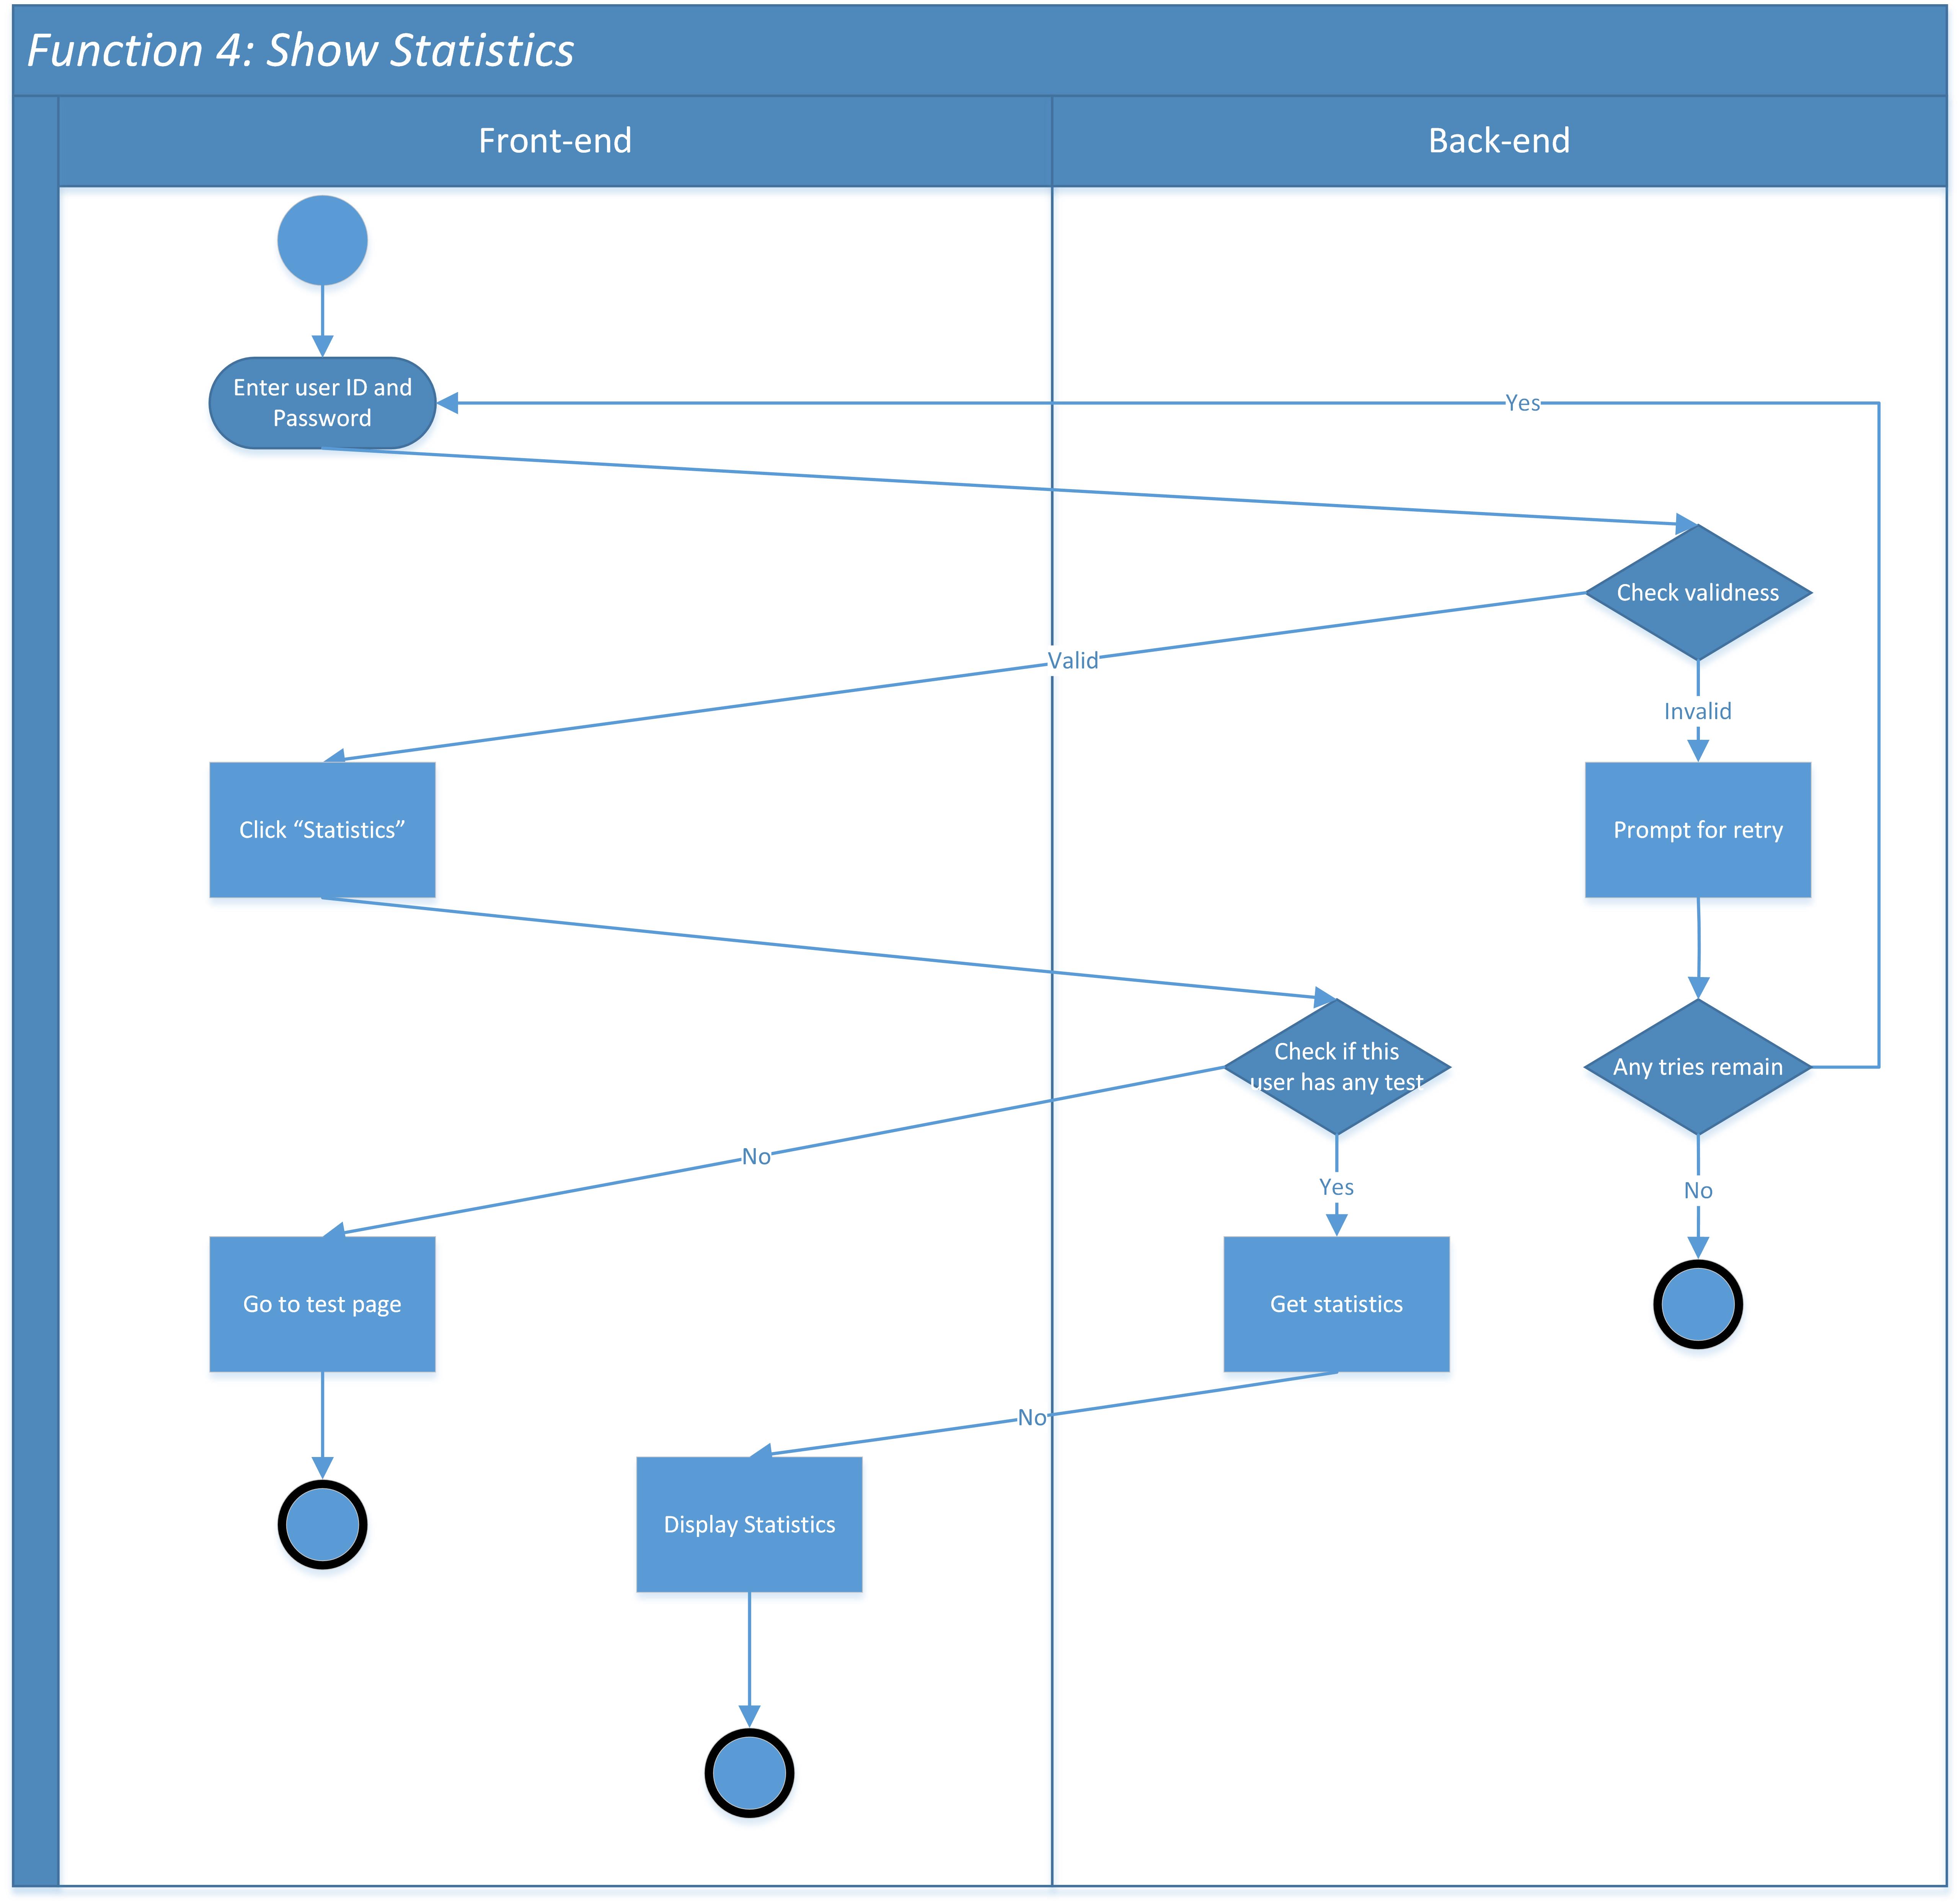 Function 4: Show Statistics
Front-end
Back-end
Enter user ID and
Password
Yes
Check validness
Valid
Invalid
Click “Statistics”
Prompt for retry
Check if this
user has any test
Any tries remain
No
Yes
No
Go to test page
Get statistics
No
Display Statistics